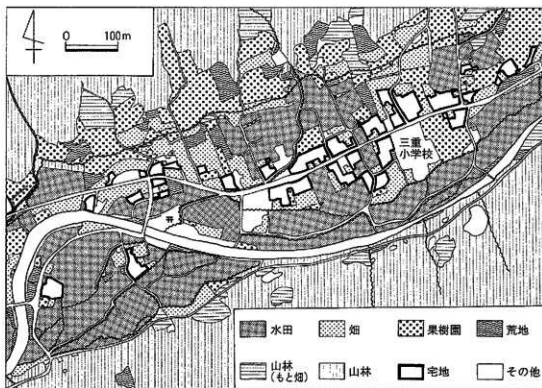 0 100m
三重
小学校
水田
畑
果樹園
荒地
山林
(もと畑)
山林
宅地
その他